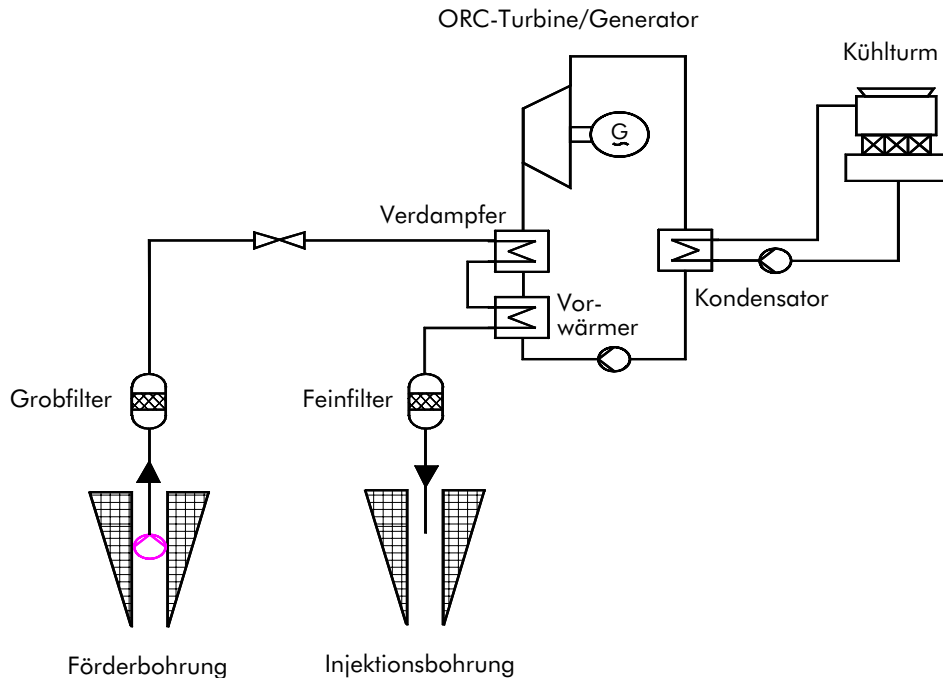 ORC-Turbine/Generator
Kühlturm
G
Verdampfer
Vor-
wärmer
Kondensator
Grobfilter
Feinfilter
Förderbohrung
Injektionsbohrung